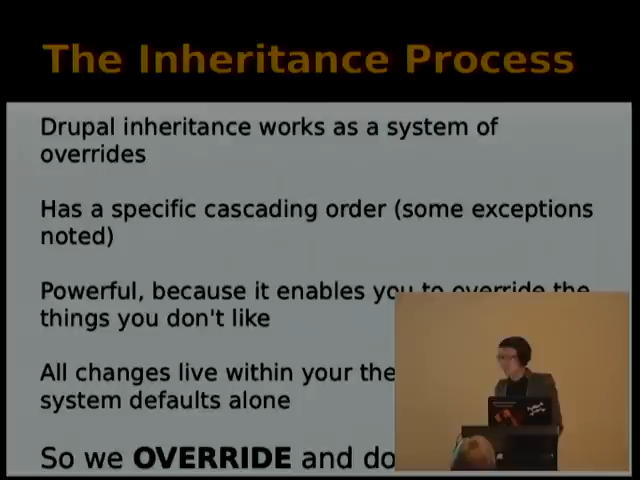 The Inheritance Process
Drupal inheritance works as a system of
overrides
Has a specific cascading order (some exceptions
noted)
Powerful, because it enables you to override the
things you don't like
All changes live within your the
system defaults alone
So we OVERRIDE and do